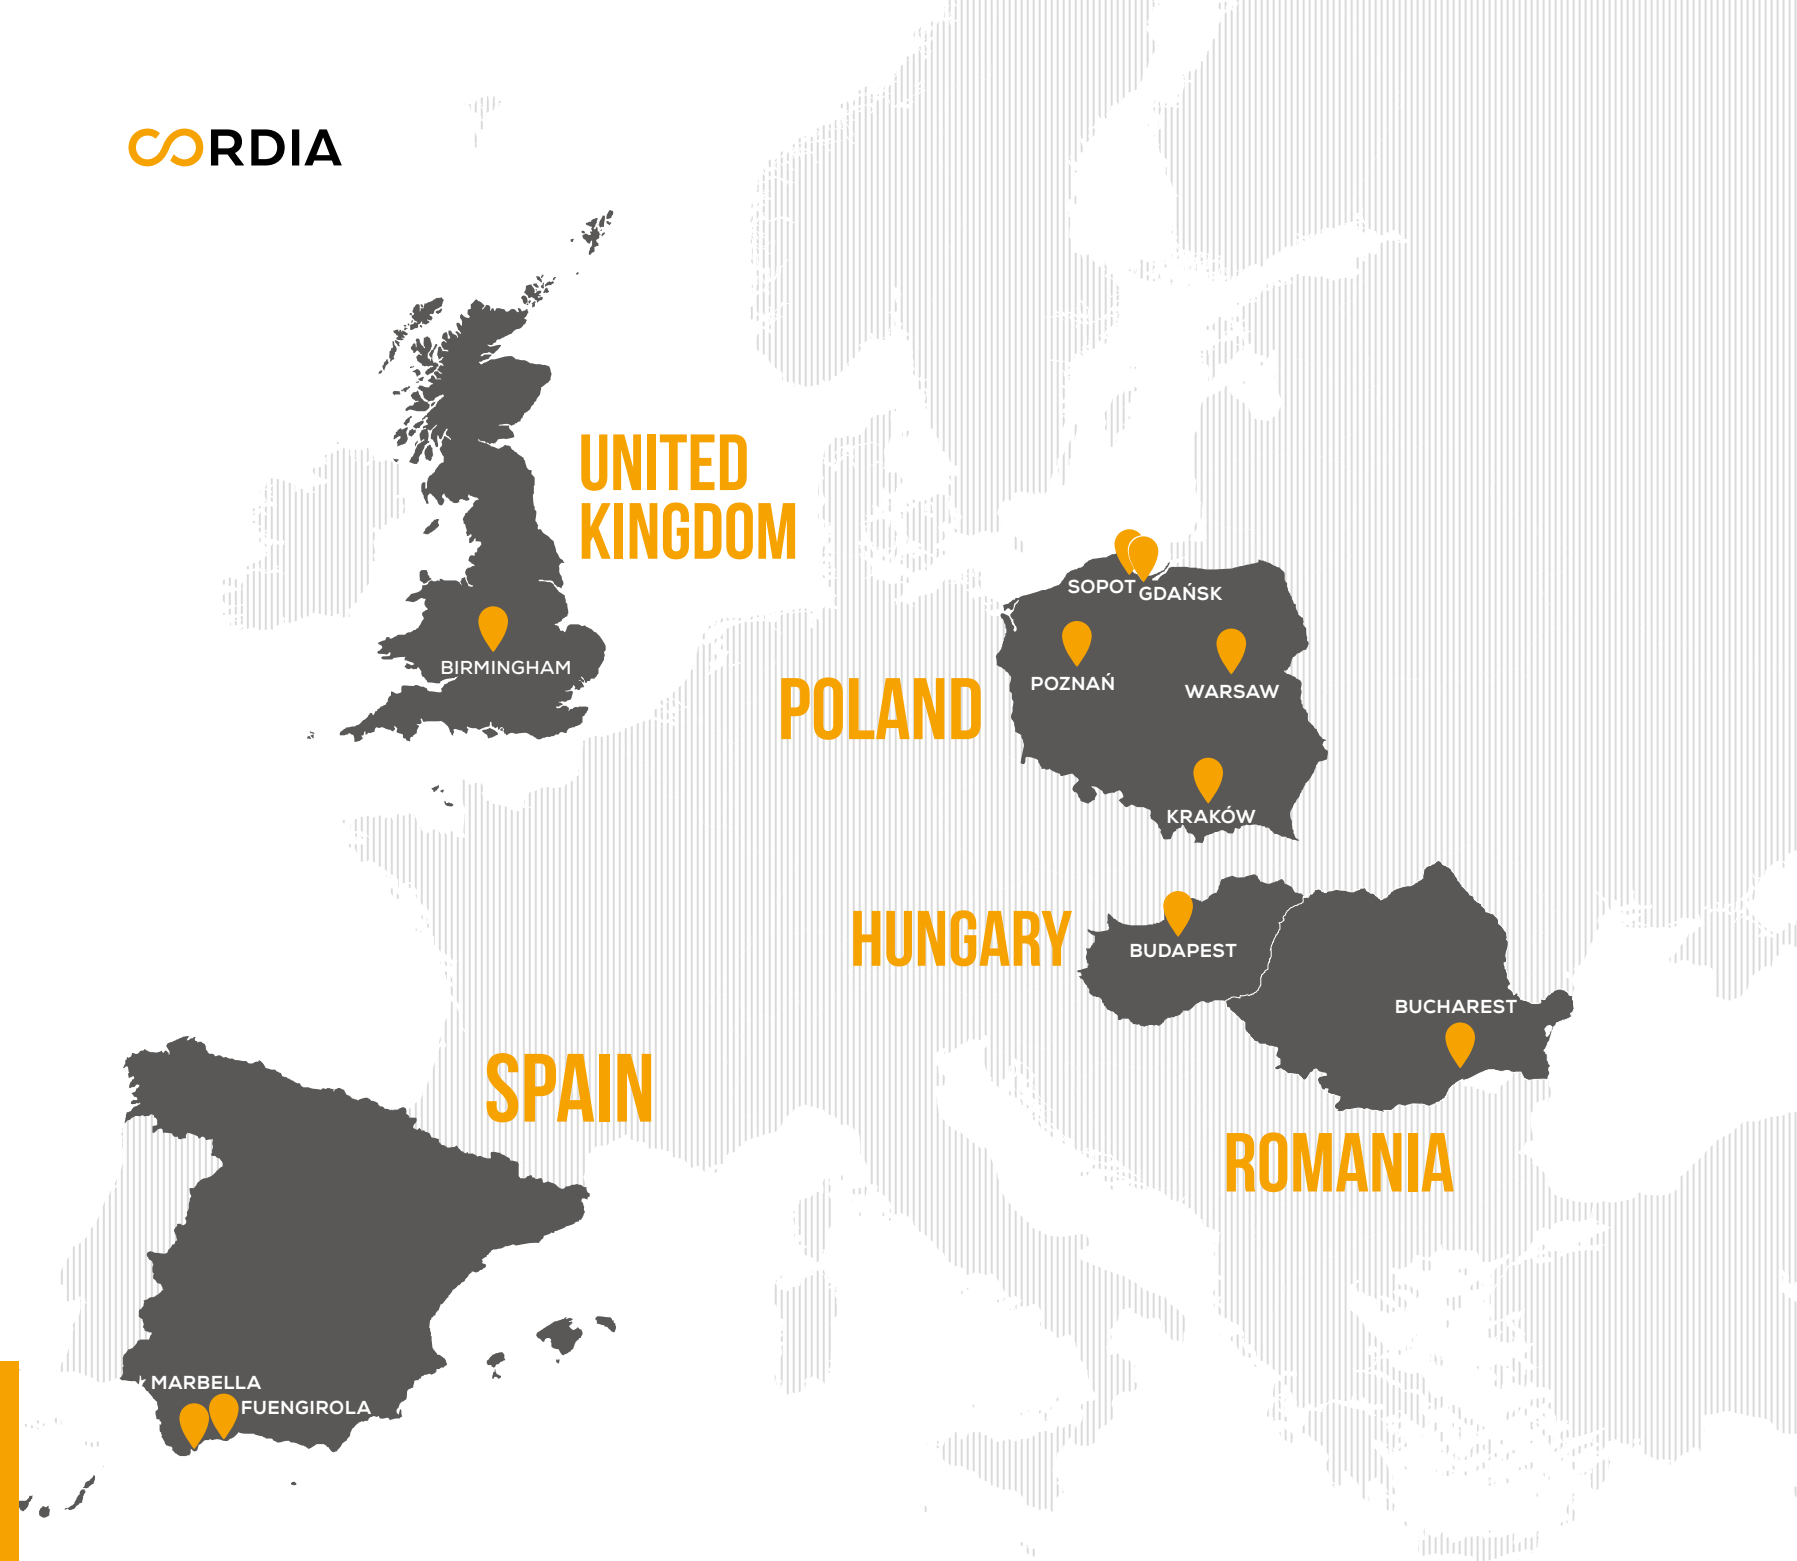 CORDIA
UNITED
KINGDOM
BIRMINGHAM
SOPOT
GDAŃSK
POZNAŃ
WARSAW
POLAND
KRAKÓW
HUNGARY
BUDAPEST
BUCHAREST
ROMANIA
SPAIN
MARBELLA
FUENGIROLA